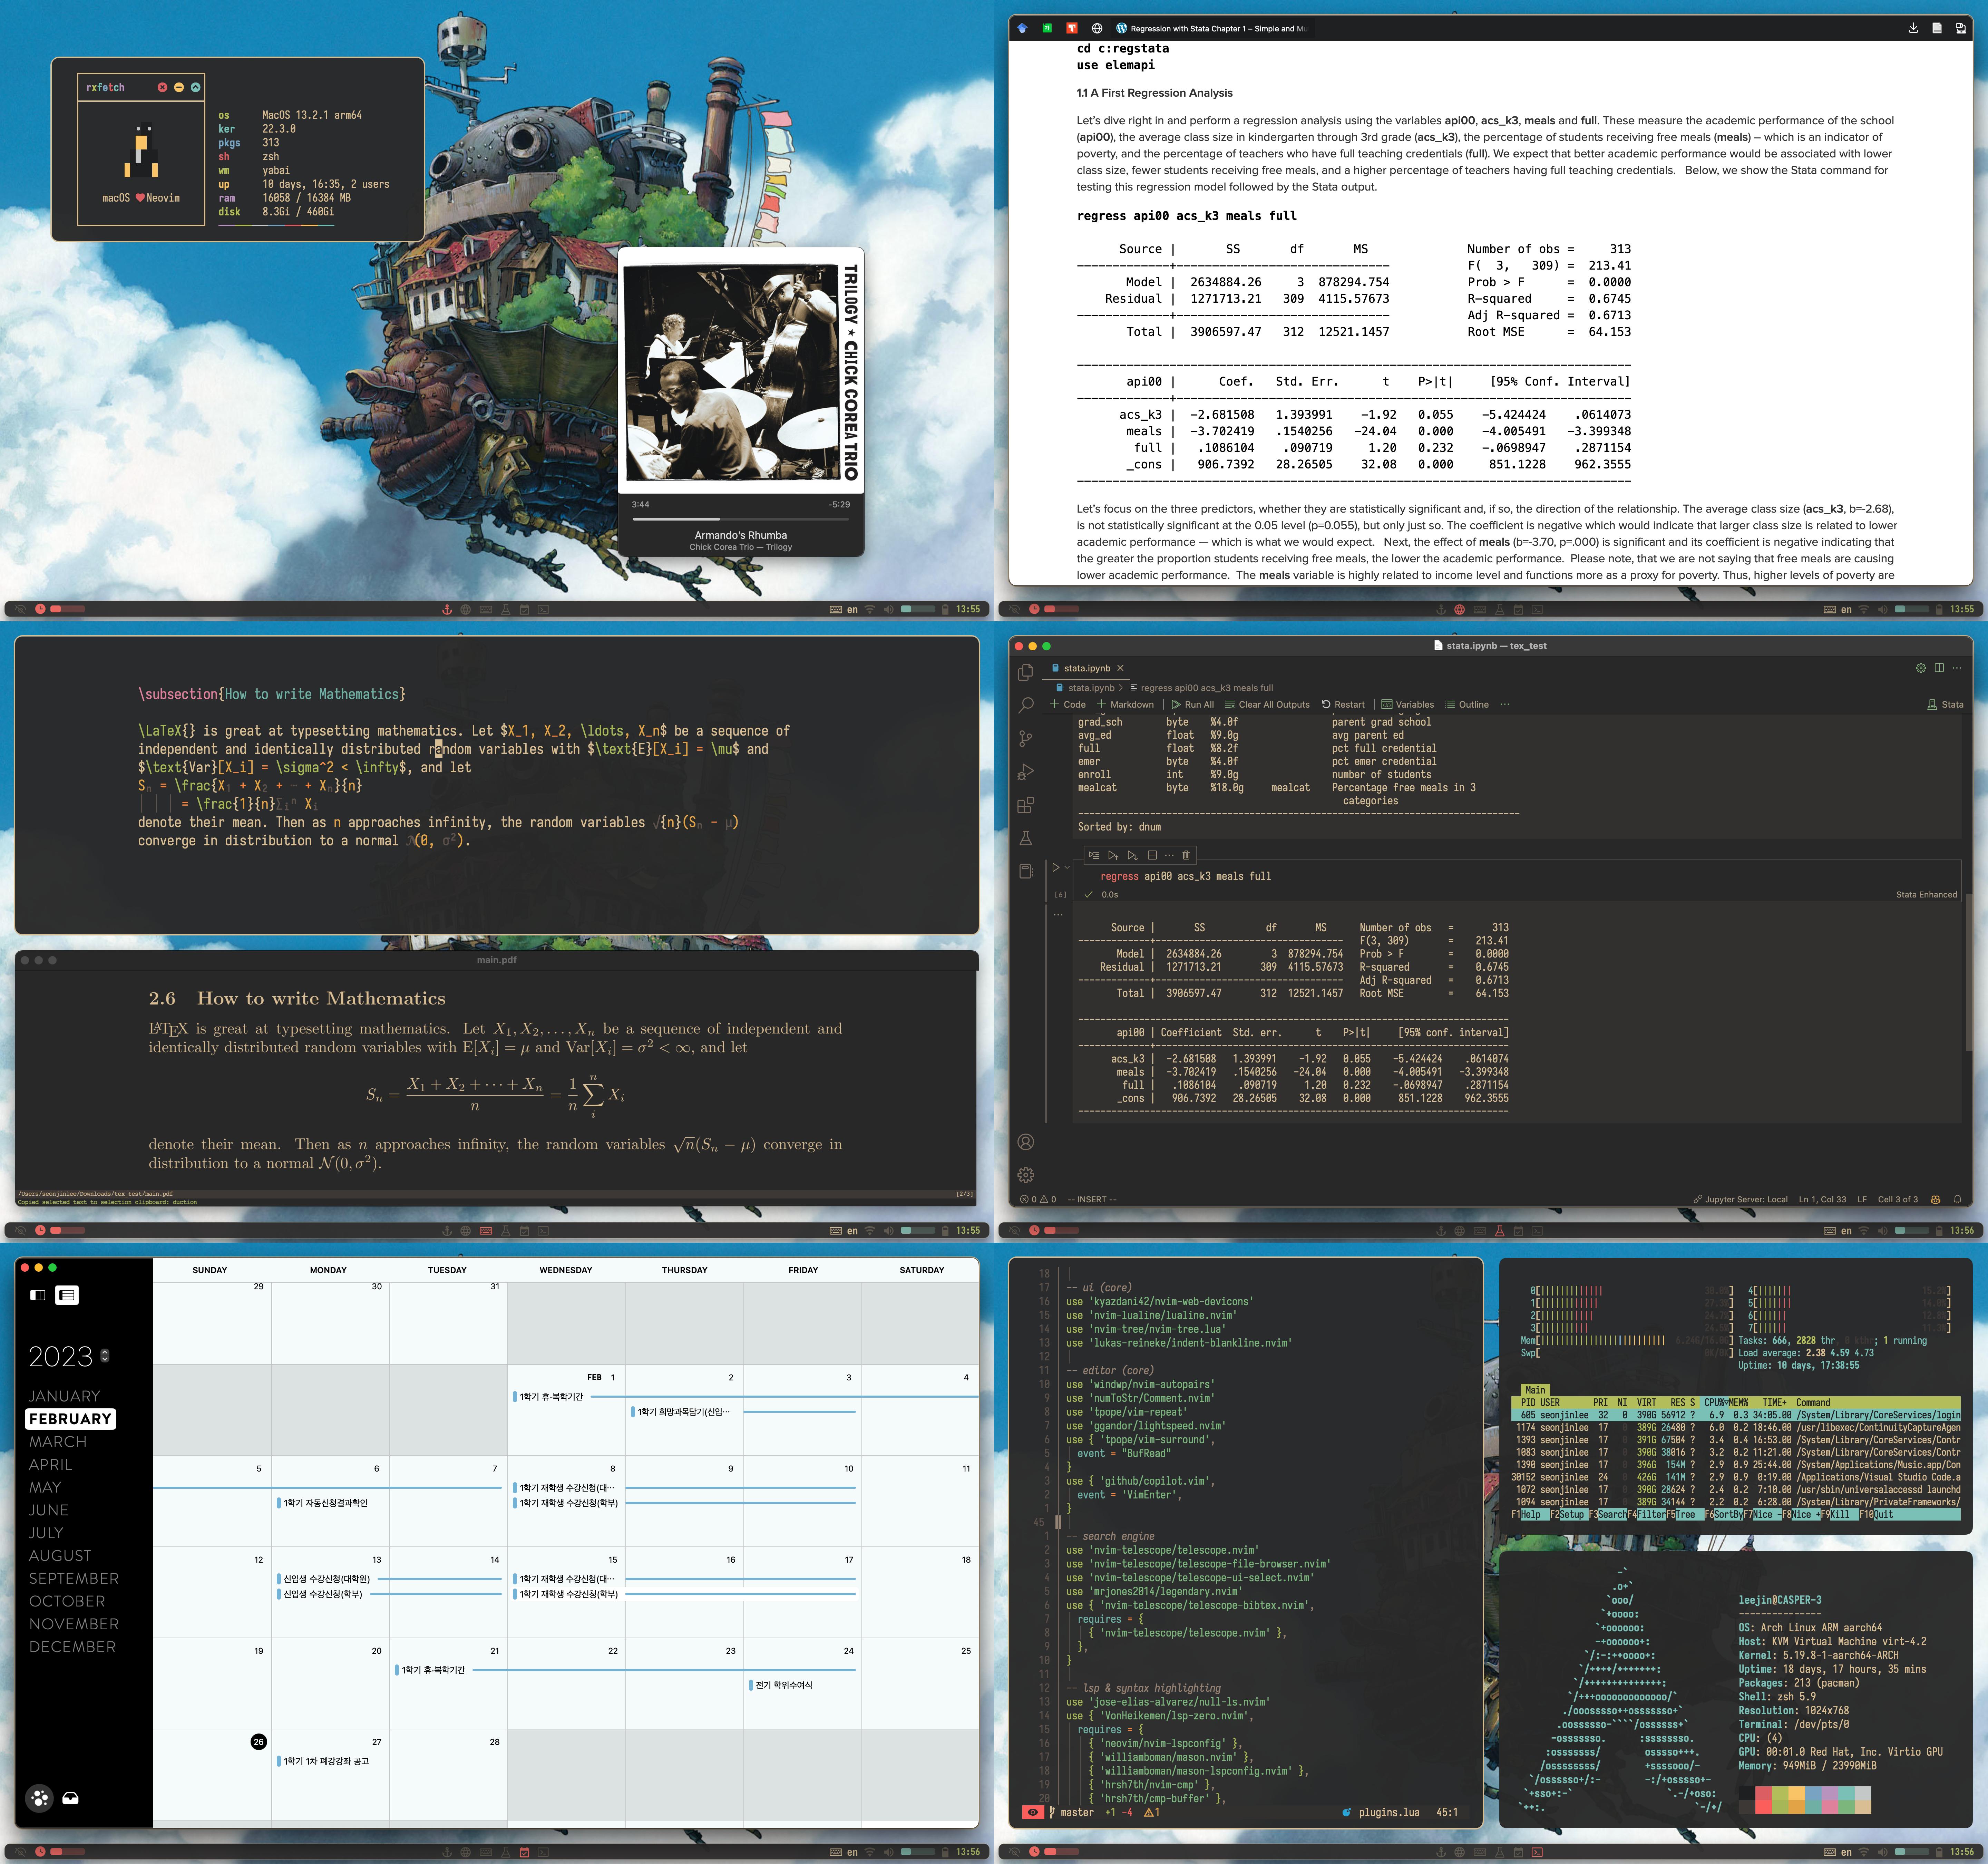 rxfetch
macOS ❤ Neovim
os MacOS 13.2.1 arm64
ker 22.3.0
pkgs 313
sh zsh
wm yabai
up 10 days, 16:35, 2 users
ram 16058 / 16384 MB
disk 8.3Gi / 460Gi
TRILOGY ★ CHICK COREA TRIO
3:44 -5:29
Armando's Rhumba
Chick Corea Trio — Trilogy
en 13:55
Regression with Stata Chapter 1 – Simple and Mu
cd c:regstata
use elemapi
1.1 A First Regression Analysis
Let's dive right in and perform a regression analysis using the variables api00, acs_k3, meals and full. These measure the academic performance of the school
(api00), the average class size in kindergarten through 3rd grade (acs_k3), the percentage of students receiving free meals (meals) – which is an indicator of
poverty, and the percentage of teachers who have full teaching credentials (full). We expect that better academic performance would be associated with lower
class size, fewer students receiving free meals, and a higher percentage of teachers having full teaching credentials. Below, we show the Stata command for
testing this regression model followed by the Stata output.
regress api00 acs_k3 meals full
Source | SS df MS Number of obs = 313
-------------+------------------------------ F( 3, 309) = 213.41
Model | 2634884.26 3 878294.754 Prob > F = 0.0000
Residual | 1271713.21 309 4115.57673 R-squared = 0.6745
-------------+------------------------------ Adj R-squared = 0.6713
Total | 3906597.47 312 12521.1457 Root MSE = 64.153
api00 | Coef. Std. Err. t P>|t| [95% Conf. Interval]
acs_k3 | -2.681508 1.393991 -1.92 0.055 -5.424424 .0614073
meals | -3.702419 .1540256 -24.04 0.000 -4.005491 -3.399348
full | .1086104 .090719 1.20 0.232 -.0698947 .2871154
_cons | 906.7392 28.26505 32.08 0.000 851.1228 962.3555
Let's focus on the three predictors, whether they are statistically significant and, if so, the direction of the relationship. The average class size (acs_k3, b=-2.68),
is not statistically significant at the 0.05 level (p=0.055), but only just so. The coefficient is negative which would indicate that larger class size is related to lower
academic performance — which is what we would expect. Next, the effect of meals (b=-3.70, p=.000) is significant and its coefficient is negative indicating that
the greater the proportion students receiving free meals, the lower the academic performance. Please note, that we are not saying that free meals are causing
lower academic performance. The meals variable is highly related to income level and functions more as a proxy for poverty. Thus, higher levels of poverty are
en 13:55
\subsection{How to write Mathematics}
\LaTeX{} is great at typesetting mathematics. Let $X_1, X_2, \ldots, X_n$ be a sequence of
independent and identically distributed random variables with $\text{E}[X_i] = \mu$ and
$\text{Var}[X_i] = \sigma^2 < \infty$, and let
Sₙ = \frac{X₁ + X₂ + ⋯ + Xₙ}{n}
= \frac{1}{n}∑ᵢⁿ Xᵢ
denote their mean. Then as n approaches infinity, the random variables √{n}(Sₙ - μ)
converge in distribution to a normal 𝒩(0, σ²).
main.pdf
2.6 How to write Mathematics
LATEX is great at typesetting mathematics. Let X₁, X₂, . . . , Xₙ be a sequence of independent and
identically distributed random variables with E[Xᵢ] = μ and Var[Xᵢ] = σ² < ∞, and let
Sₙ = X₁ + X₂ + ⋯ + Xₙ / n = 1/n ∑ᵢⁿ Xᵢ
denote their mean. Then as n approaches infinity, the random variables √n(Sₙ − μ) converge in
distribution to a normal 𝒩(0, σ²).
/Users/seonjinlee/Downloads/tex_test/main.pdf [2/3]
Copied selected text to selection clipboard: duction
en 13:55
stata.ipynb — tex_test
stata.ipynb
stata.ipynb > regress api00 acs_k3 meals full
+ Code + Markdown Run All Clear All Outputs Restart Variables Outline ··· Stata
grad_sch byte %4.0f parent grad school
avg_ed float %9.0g avg parent ed
full float %8.2f pct full credential
emer byte %4.0f pct emer credential
enroll int %9.0g number of students
mealcat byte %18.0g mealcat Percentage free meals in 3
categories
Sorted by: dnum
regress api00 acs_k3 meals full
[6] ✓ 0.0s Stata Enhanced
Source | SS df MS Number of obs = 313
-------------+---------------------------------- F(3, 309) = 213.41
Model | 2634884.26 3 878294.754 Prob > F = 0.0000
Residual | 1271713.21 309 4115.57673 R-squared = 0.6745
-------------+---------------------------------- Adj R-squared = 0.6713
Total | 3906597.47 312 12521.1457 Root MSE = 64.153
api00 | Coefficient Std. err. t P>|t| [95% conf. interval]
acs_k3 | -2.681508 1.393991 -1.92 0.055 -5.424424 .0614074
meals | -3.702419 .1540256 -24.04 0.000 -4.005491 -3.399348
full | .1086104 .090719 1.20 0.232 -.0698947 .2871154
_cons | 906.7392 28.26505 32.08 0.000 851.1228 962.3555
0 0 -- INSERT -- Jupyter Server: Local Ln 1, Col 33 LF Cell 3 of 3
en 13:56
SUNDAY MONDAY TUESDAY WEDNESDAY THURSDAY FRIDAY SATURDAY
2023
JANUARY
FEBRUARY
MARCH
APRIL
MAY
JUNE
JULY
AUGUST
SEPTEMBER
OCTOBER
NOVEMBER
DECEMBER
29 30 31
FEB 1 2 3 4
1학기 휴·복학기간
1학기 희망과목담기(신입…
5 6 7 8 9 10 11
1학기 재학생 수강신청(대…
1학기 자동신청결과확인 1학기 재학생 수강신청(학부)
12 13 14 15 16 17 18
신입생 수강신청(대학원) 1학기 재학생 수강신청(대…
신입생 수강신청(학부) 1학기 재학생 수강신청(학부)
19 20 21 22 23 24 25
1학기 휴·복학기간
전기 학위수여식
26 27 28
1학기 1차 폐강강좌 공고
en 13:56
18
17 -- ui (core)
16 use 'kyazdani42/nvim-web-devicons'
15 use 'nvim-lualine/lualine.nvim'
14 use 'nvim-tree/nvim-tree.lua'
13 use 'lukas-reineke/indent-blankline.nvim'
12
11 -- editor (core)
10 use 'windwp/nvim-autopairs'
9 use 'numToStr/Comment.nvim'
8 use 'tpope/vim-repeat'
7 use 'ggandor/lightspeed.nvim'
6 use { 'tpope/vim-surround',
5 event = "BufRead"
4 }
3 use { 'github/copilot.vim',
2 event = 'VimEnter',
1 }
45
1 -- search engine
2 use 'nvim-telescope/telescope.nvim'
3 use 'nvim-telescope/telescope-file-browser.nvim'
4 use 'nvim-telescope/telescope-ui-select.nvim'
5 use 'mrjones2014/legendary.nvim'
6 use { 'nvim-telescope/telescope-bibtex.nvim',
7 requires = {
8 { 'nvim-telescope/telescope.nvim' },
9 },
10 }
11
12 -- lsp & syntax highlighting
13 use 'jose-elias-alvarez/null-ls.nvim'
14 use { 'VonHeikemen/lsp-zero.nvim',
15 requires = {
16 { 'neovim/nvim-lspconfig' },
17 { 'williamboman/mason.nvim' },
18 { 'williamboman/mason-lspconfig.nvim' },
19 { 'hrsh7th/nvim-cmp' },
20 { 'hrsh7th/cmp-buffer' },
master +1 -4 1 plugins.lua 45:1
0[ ] 4[ ]
1[ ] 5[ ]
2[ ] 6[ ]
3[ ] 7[ ]
Mem[ ] Tasks: 666, 2828 thr, 0 kthr; 1 running
Swp[ ] Load average: 2.38 4.59 4.73
Uptime: 10 days, 17:38:55
Main
PID USER PRI NI VIRT RES S CPU%▽MEM% TIME+ Command
605 seonjinlee 32 0 390G 56912 ? 6.9 0.3 34:05.00 /System/Library/CoreServices/login
1174 seonjinlee 17 0 389G 26480 ? 6.0 0.2 18:46.00 /usr/libexec/ContinuityCaptureAgen
1393 seonjinlee 17 0 391G 67504 ? 3.4 0.4 16:53.00 /System/Library/CoreServices/Contr
1083 seonjinlee 17 0 390G 38016 ? 3.2 0.2 11:21.00 /System/Library/CoreServices/Contr
1390 seonjinlee 17 0 396G 154M ? 2.9 0.9 25:44.00 /System/Applications/Music.app/Con
30152 seonjinlee 24 0 426G 141M ? 2.9 0.9 0:19.00 /Applications/Visual Studio Code.a
1072 seonjinlee 17 0 390G 28624 ? 2.4 0.2 7:10.00 /usr/sbin/universalaccessd launchd
1094 seonjinlee 17 0 389G 34144 ? 2.2 0.2 6:28.00 /System/Library/PrivateFrameworks/
F1Help F2Setup F3SearchF4FilterF5Tree F6SortByF7Nice -F8Nice +F9Kill F10Quit
leejin@CASPER-3
---------------
OS: Arch Linux ARM aarch64
Host: KVM Virtual Machine virt-4.2
Kernel: 5.19.8-1-aarch64-ARCH
Uptime: 18 days, 17 hours, 35 mins
Packages: 213 (pacman)
Shell: zsh 5.9
Resolution: 1024x768
Terminal: /dev/pts/0
CPU: (4)
GPU: 00:01.0 Red Hat, Inc. Virtio GPU
Memory: 949MiB / 23990MiB
en 13:56